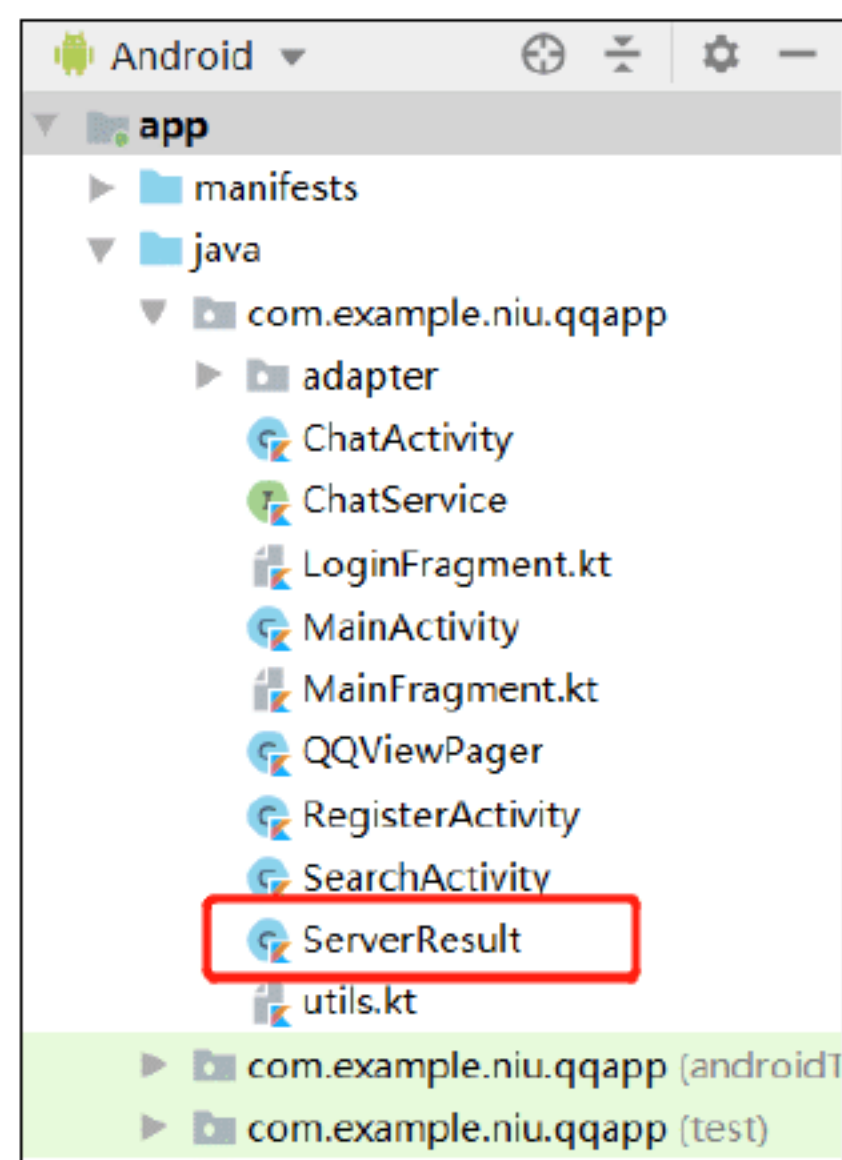 Android
app
manifests
java
com.example.niu.qqapp
adapter
ChatActivity
ChatService
LoginFragment.kt
MainActivity
MainFragment.kt
QQViewPager
RegisterActivity
SearchActivity
ServerResult
utils.kt
com.example.niu.qqapp (androidT
com.example.niu.qqapp (test)